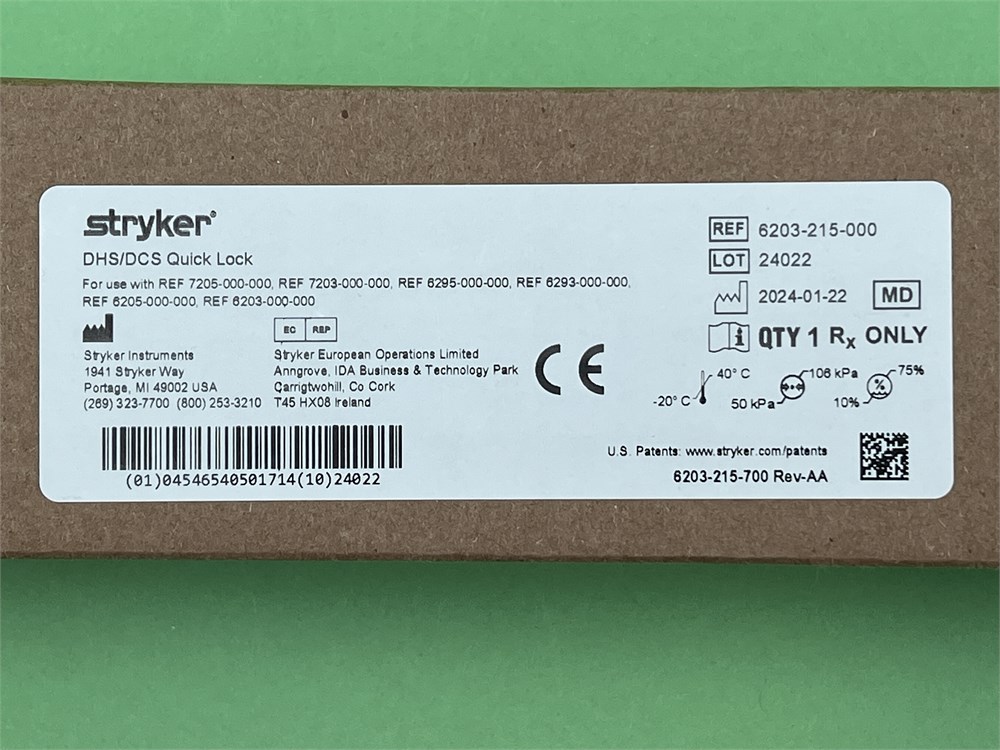 stryker®
DHS/DCS Quick Lock
For use with REF 7205-000-000, REF 7203-000-000, REF 6295-000-000, REF 6293-000-000,
REF 6205-000-000, REF 6203-000-000
Stryker Instruments
1941 Stryker Way
Portage, MI 49002 USA
(269) 323-7700 (800) 253-3210
EC REP
Stryker European Operations Limited
Anngrove, IDA Business & Technology Park
Carrigtwohill, Co Cork
T45 HX08 Ireland
CE
(01)04546540501714(10)24022
REF 6203-215-000
LOT 24022
2024-01-22 MD
i QTY 1 Rx ONLY
-20° C 40° C
50 kPa 106 kPa
10% % 75%
U.S. Patents: www.stryker.com/patents
6203-215-700 Rev-AA